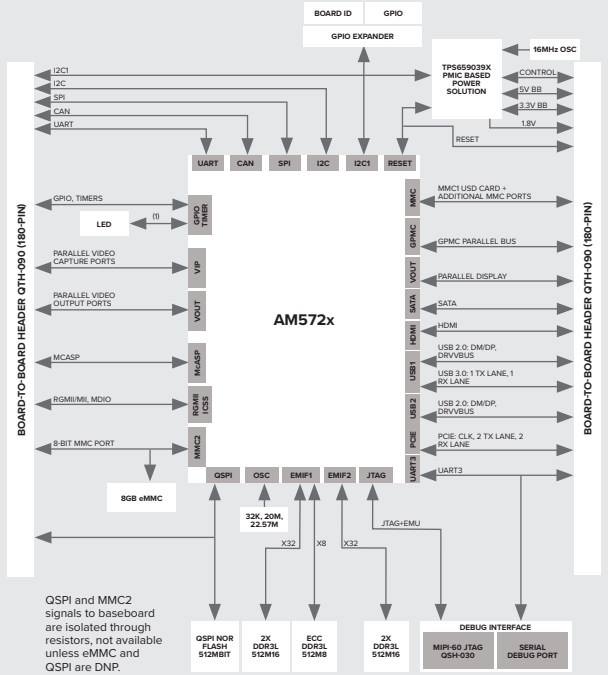 BOARD ID
GPIO
GPIO EXPANDER
16MHz OSC
TPS659039X
PMIC BASED
POWER
SOLUTION
CONTROL
5V BB
3.3V BB
1.8V
RESET
I2C1
I2C
SPI
CAN
UART
UART
CAN
SPI
I2C
I2C1
RESET
BOARD-TO-BOARD HEADER QTH-090 (180-PIN)
GPIO, TIMERS
LED
(1)
GPIO
TIMER
PARALLEL VIDEO
CAPTURE PORTS
VIP
PARALLEL VIDEO
OUTPUT PORTS
VOUT
MCASP
McASP
RGMII/MII, MDIO
RGMII
ICSS
8-BIT MMC PORT
MMC2
8GB eMMC
AM572x
MMC
MMC1 USD CARD +
ADDITIONAL MMC PORTS
GPMC
GPMC PARALLEL BUS
VOUT
PARALLEL DISPLAY
SATA
SATA
HDMI
HDMI
USB1
USB 2.0: DM/DP,
DRVVBUS
USB 3.0: 1 TX LANE, 1
RX LANE
USB2
USB 2.0: DM/DP,
DRVVBUS
PCIE
PCIE: CLK, 2 TX LANE, 2
RX LANE
UART3
UART3
BOARD-TO-BOARD HEADER QTH-090 (180-PIN)
QSPI
OSC
EMIF1
EMIF2
JTAG
32K, 20M,
22.57M
X32
X8
X32
JTAG+EMU
QSPI and MMC2
signals to baseboard
are isolated through
resistors, not available
unless eMMC and
QSPI are DNP.
QSPI NOR
FLASH
512MBIT
2X
DDR3L
512M16
ECC
DDR3L
512M8
2X
DDR3L
512M16
DEBUG INTERFACE
MIPI-60 JTAG
QSH-030
SERIAL
DEBUG PORT